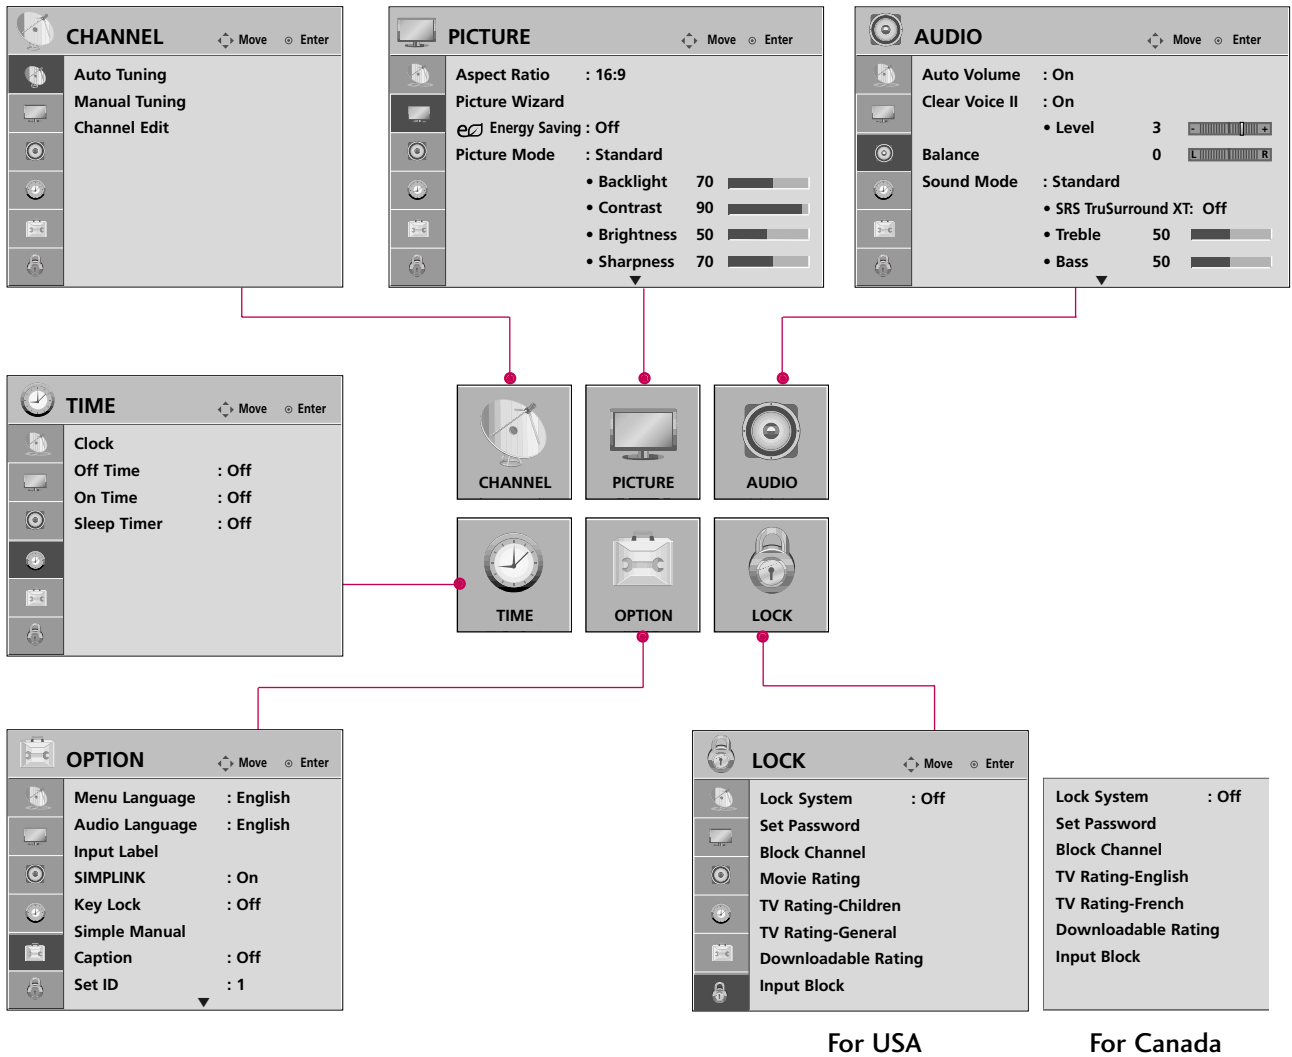 CHANNEL Move Enter
Auto Tuning
Manual Tuning
Channel Edit
PICTURE Move Enter
Aspect Ratio : 16:9
Picture Wizard
Energy Saving : Off
Picture Mode : Standard
• Backlight 70
• Contrast 90
• Brightness 50
• Sharpness 70
AUDIO Move Enter
Auto Volume : On
Clear Voice II : On
• Level 3 - +
Balance 0 L R
Sound Mode : Standard
• SRS TruSurround XT: Off
• Treble 50
• Bass 50
TIME Move Enter
Clock
Off Time : Off
On Time : Off
Sleep Timer : Off
CHANNEL
PICTURE
AUDIO
TIME
OPTION
LOCK
OPTION Move Enter
Menu Language : English
Audio Language : English
Input Label
SIMPLINK : On
Key Lock : Off
Simple Manual
Caption : Off
Set ID : 1
LOCK Move Enter
Lock System : Off
Set Password
Block Channel
Movie Rating
TV Rating-Children
TV Rating-General
Downloadable Rating
Input Block
For USA
Lock System : Off
Set Password
Block Channel
TV Rating-English
TV Rating-French
Downloadable Rating
Input Block
For Canada